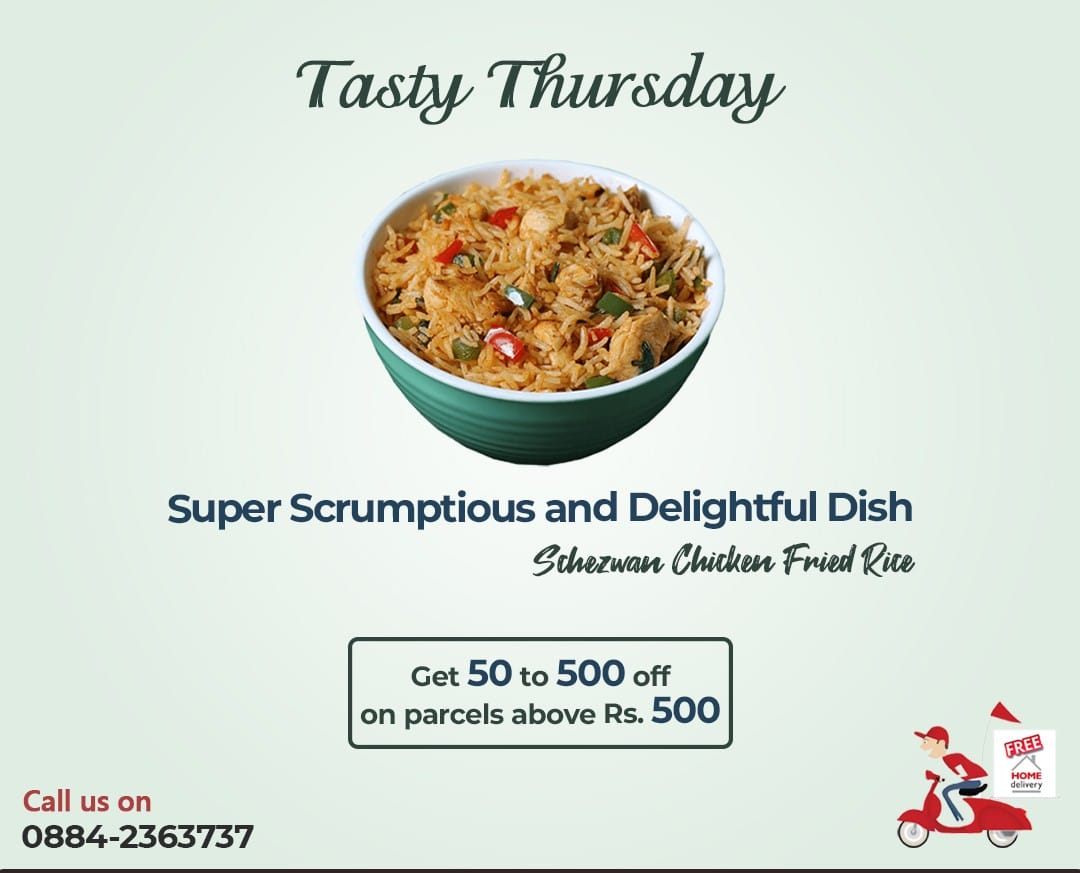 Tasty Thursday
Super Scrumptious and Delightful Dish
Schezwan Chicken Fried Rice
Get 50 to 500 off
on parcels above Rs. 500
FREE
HOME
delivery
Call us on
0884-2363737